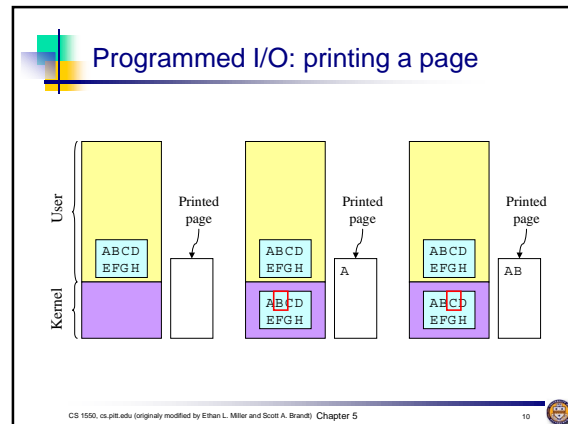 Programmed I/O: printing a page
User
Kernel
Printed
page
ABCD
EFGH
Printed
page
ABCD
EFGH
A
ABCD
EFGH
Printed
page
ABCD
EFGH
AB
ABCD
EFGH
CS 1550, cs.pitt.edu (originaly modified by Ethan L. Miller and Scott A. Brandt) Chapter 5
10